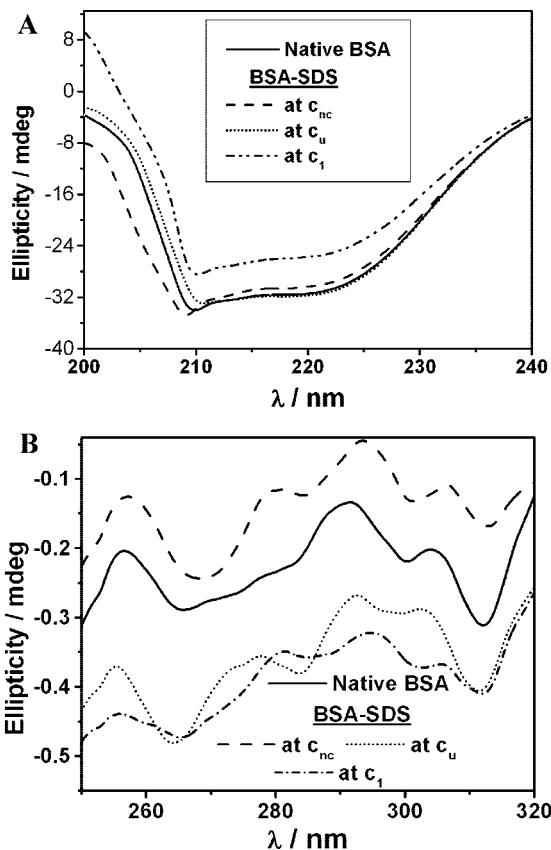 A
Native BSA
BSA-SDS
at c_nc
at c_u
at c_1
Ellipticity / mdeg
8
0
-8
-16
-24
-32
-40
200 210 220 230 240
λ / nm
B
-0.1
-0.2
-0.3
-0.4
-0.5
Ellipticity / mdeg
Native BSA
BSA-SDS
at c_nc at c_u
at c_1
260 280 300 320
λ / nm